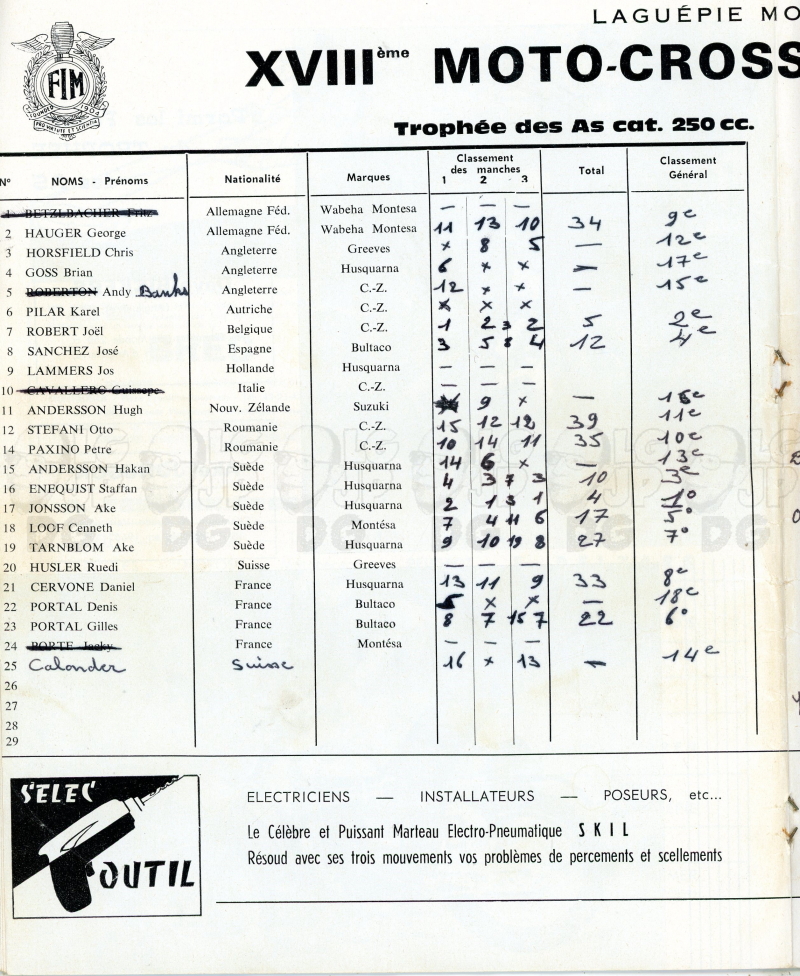 LAGUÉPIE MO
FIM
XVIIIème MOTO-CROSS
Trophée des As cat. 250 cc.
N° NOMS - Prénoms Nationalité Marques Classement des manches 1 2 3 Total Classement Général
1 BETZLBACHER Fritz Allemagne Féd. Wabeha Montesa — — —
2 HAUGER George Allemagne Féd. Wabeha Montesa 11 13 10 34 9e
3 HORSFIELD Chris Angleterre Greeves x 8 5 — 12e
4 GOSS Brian Angleterre Husquarna 6 x x — 17e
5 ROBERTON Andy Banks Angleterre C.-Z. 12 x x — 15e
6 PILAR Karel Autriche C.-Z. x x x
7 ROBERT Joël Belgique C.-Z. 1 2 3 2 5 2e
8 SANCHEZ José Espagne Bultaco 3 5 8 4 12 4e
9 LAMMERS Jos Hollande Husquarna — — —
10 CAVALLERO Guissepe Italie C.-Z. — — —
11 ANDERSSON Hugh Nouv. Zélande Suzuki 9 x — 16e
12 STEFANI Otto Roumanie C.-Z. 15 12 12 39 11e
14 PAXINO Petre Roumanie C.-Z. 10 14 11 35 10e
15 ANDERSSON Hakan Suède Husquarna 14 6 x — 13e
16 ENEQUIST Staffan Suède Husquarna 4 3 7 3 10 3e
17 JONSSON Ake Suède Husquarna 2 1 3 1 4 1°
18 LOOF Cenneth Suède Montésa 7 4 11 6 17 5°
19 TARNBLOM Ake Suède Husquarna 9 10 19 8 27 7°
20 HUSLER Ruedi Suisse Greeves — — —
21 CERVONE Daniel France Husquarna 13 11 9 33 8e
22 PORTAL Denis France Bultaco 5 x x — 18e
23 PORTAL Gilles France Bultaco 8 7 15 7 22 6°
24 PORTE Jacky France Montésa — — —
25 Calonder Suisse 16 x 13 — 14e
26
27
28
29
SELEC OUTIL
ELECTRICIENS — INSTALLATEURS — POSEURS, etc...
Le Célèbre et Puissant Marteau Electro-Pneumatique SKIL
Résoud avec ses trois mouvements vos problèmes de percements et scellements